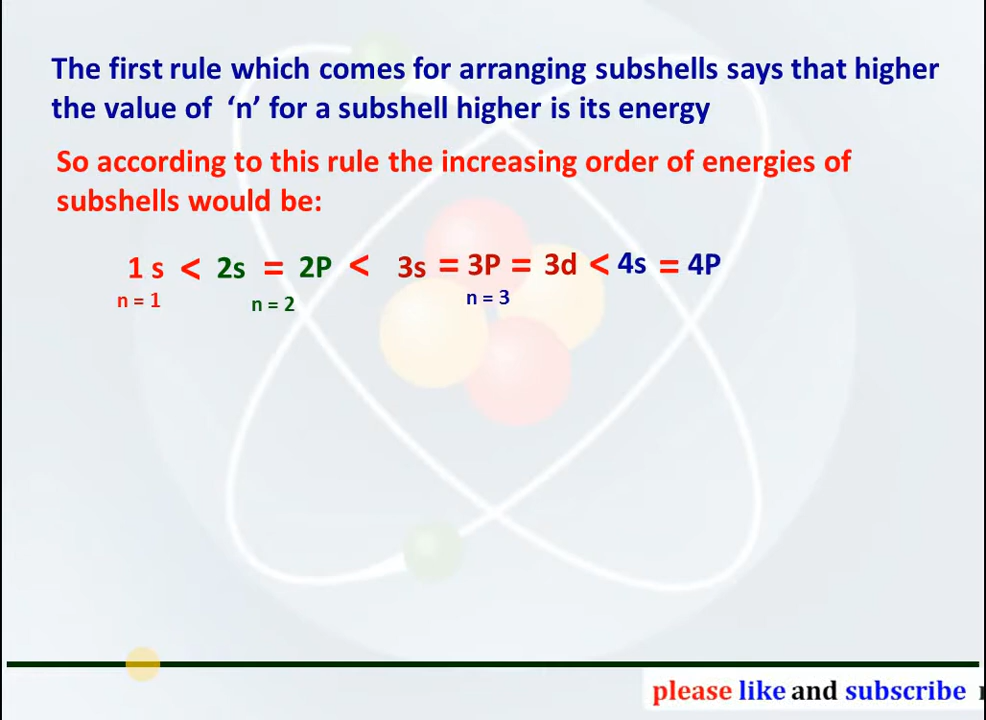 The first rule which comes for arranging subshells says that higher
the value of ‘n’ for a subshell higher is its energy
So according to this rule the increasing order of energies of
subshells would be:
1 s < 2s = 2P < 3s = 3P = 3d < 4s = 4P
n = 1 n = 2 n = 3
please like and subscribe